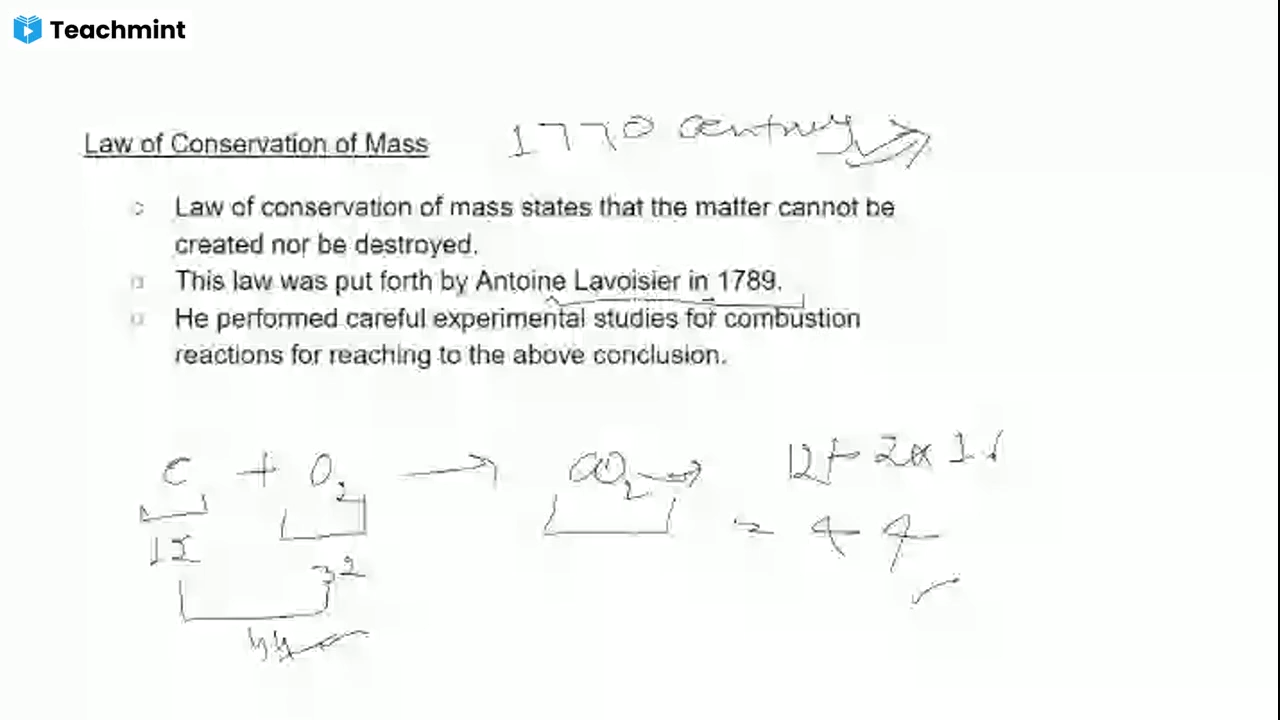 Teachmint
Law of Conservation of Mass
1770 century
Law of conservation of mass states that the matter cannot be
created nor be destroyed.
This law was put forth by Antoine Lavoisier in 1789.
He performed careful experimental studies for combustion
reactions for reaching to the above conclusion.
C + O2 → CO2 → 12+ 2x
= 44
12
32
44